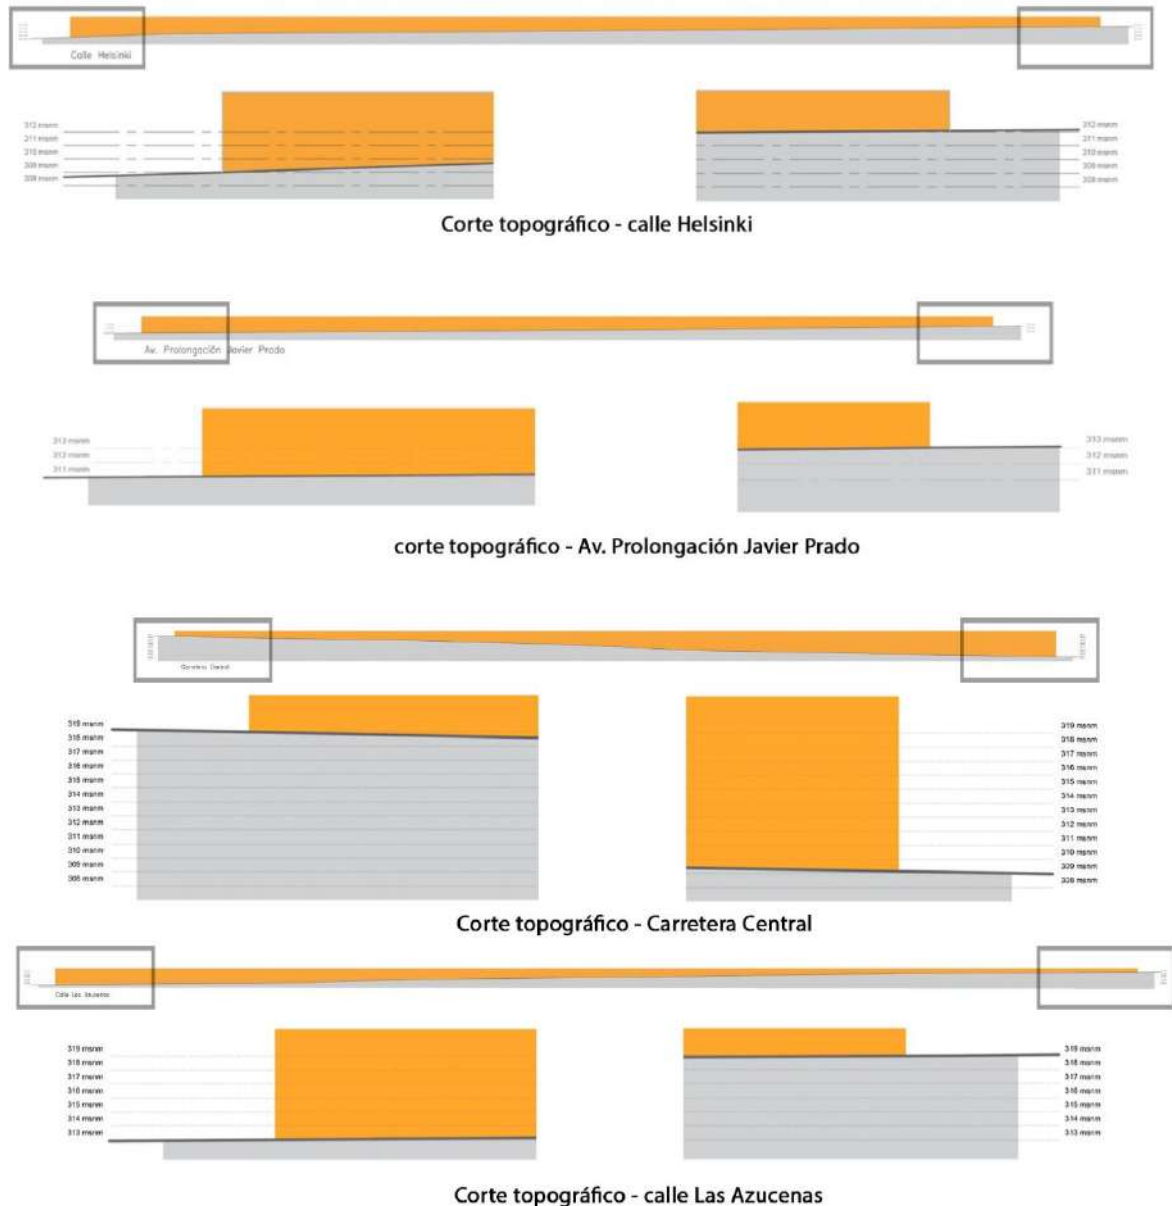 Calle Helsinki
312 msnm
311 msnm
310 msnm
309 msnm
308 msnm
312 msnm
311 msnm
310 msnm
309 msnm
308 msnm
Corte topográfico - calle Helsinki
Av. Prolongación Javier Prado
313 msnm
312 msnm
311 msnm
313 msnm
312 msnm
311 msnm
corte topográfico - Av. Prolongación Javier Prado
Carretera Central
319 msnm
318 msnm
317 msnm
316 msnm
315 msnm
314 msnm
313 msnm
312 msnm
311 msnm
310 msnm
309 msnm
308 msnm
319 msnm
318 msnm
317 msnm
316 msnm
315 msnm
314 msnm
313 msnm
312 msnm
311 msnm
310 msnm
309 msnm
308 msnm
Corte topográfico - Carretera Central
Calle Las Azucenas
319 msnm
318 msnm
317 msnm
316 msnm
315 msnm
314 msnm
313 msnm
319 msnm
318 msnm
317 msnm
316 msnm
315 msnm
314 msnm
313 msnm
Corte topográfico - calle Las Azucenas